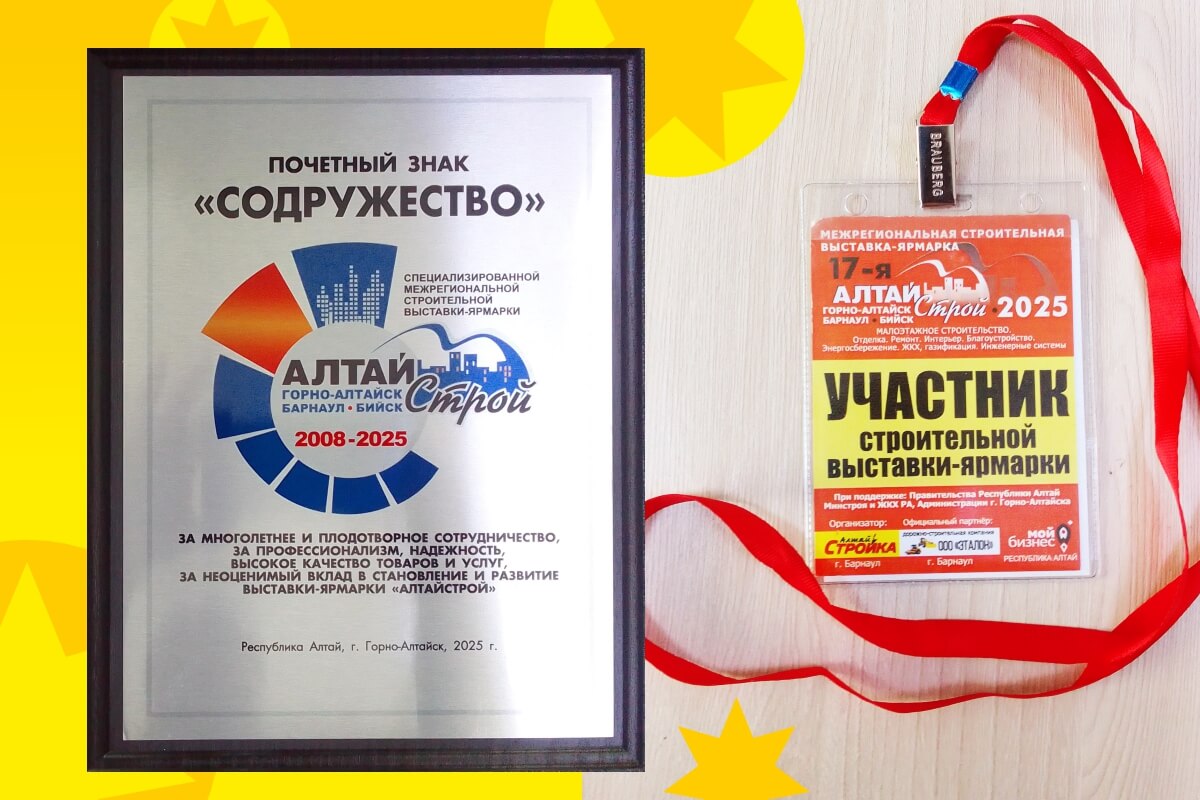 ПОЧЕТНЫЙ ЗНАК
«СОДРУЖЕСТВО»
СПЕЦИАЛИЗИРОВАННОЙ
МЕЖРЕГИОНАЛЬНОЙ
СТРОИТЕЛЬНОЙ
ВЫСТАВКИ-ЯРМАРКИ
АЛТАЙ
Строй
ГОРНО-АЛТАЙСК
БАРНАУЛ • БИЙСК
2008-2025
ЗА МНОГОЛЕТНЕЕ И ПЛОДОТВОРНОЕ СОТРУДНИЧЕСТВО,
ЗА ПРОФЕССИОНАЛИЗМ, НАДЕЖНОСТЬ,
ВЫСОКОЕ КАЧЕСТВО ТОВАРОВ И УСЛУГ,
ЗА НЕОЦЕНИМЫЙ ВКЛАД В СТАНОВЛЕНИЕ И РАЗВИТИЕ
ВЫСТАВКИ-ЯРМАРКИ «АЛТАЙСТРОЙ»
Республика Алтай, г. Горно-Алтайск, 2025 г.
BRAUBERG
МЕЖРЕГИОНАЛЬНАЯ СТРОИТЕЛЬНАЯ
ВЫСТАВКА-ЯРМАРКА
17-я
АЛТАЙ
Строй • 2025
ГОРНО-АЛТАЙСК
БАРНАУЛ • БИЙСК
МАЛОЭТАЖНОЕ СТРОИТЕЛЬСТВО.
Отделка. Ремонт. Интерьер. Благоустройство.
Энергосбережение. ЖКХ, газификация. Инженерные системы
УЧАСТНИК
строительной
выставки-ярмарки
При поддержке: Правительства Республики Алтай
Минстроя и ЖКХ РА, Администрации г. Горно-Алтайска
Организатор:
Алтай
СТРОЙКА
г. Барнаул
Официальный партнёр:
дорожно-строительная компания
ООО «ЭТАЛОН»
г. Барнаул
мой
бизнес
РЕСПУБЛИКА АЛТАЙ